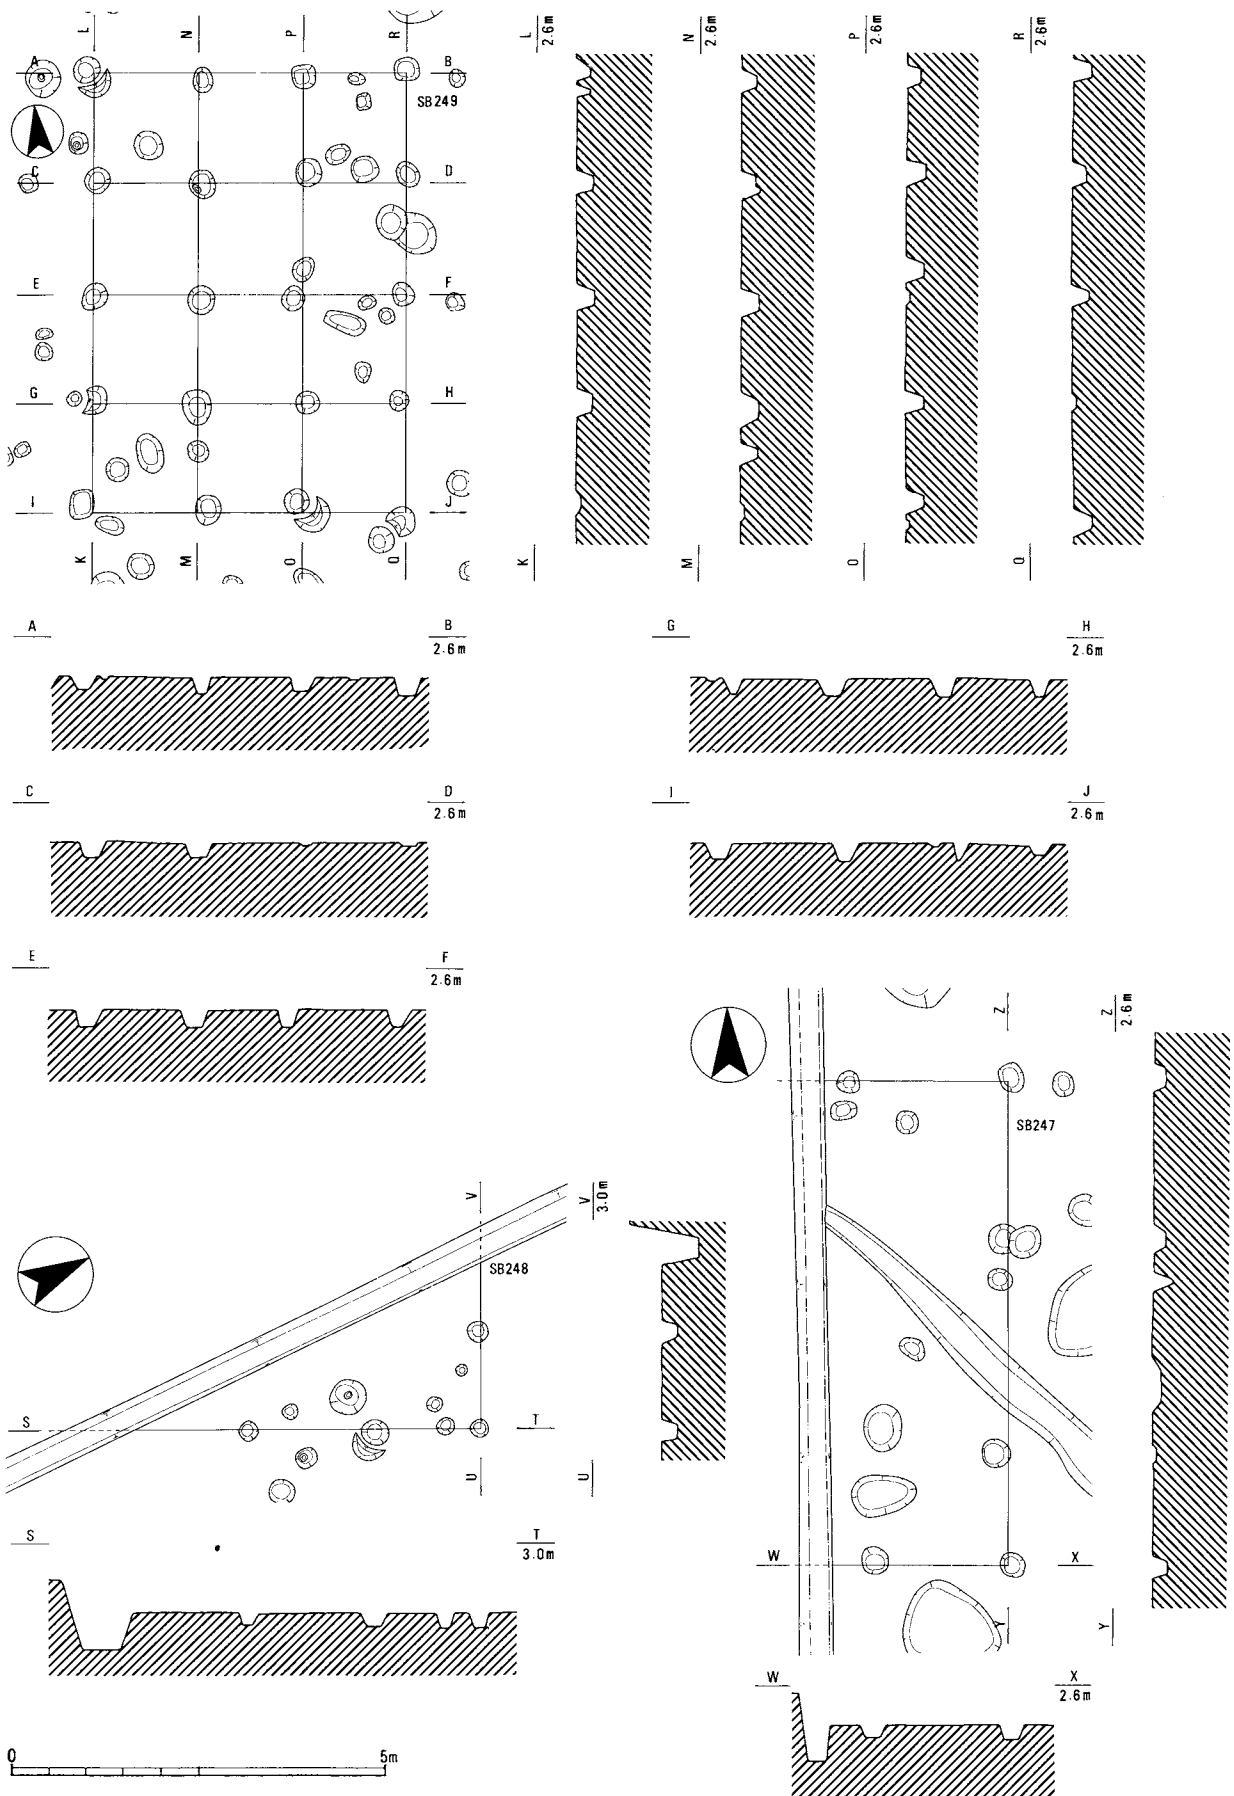 L N P R
A B
SB249
C D
E F
G H
I J
K M O Q
L 2.6m
N 2.6m
P 2.6m
R 2.6m
K M O Q
A B
2.6m
G H
2.6m
C D
2.6m
I J
2.6m
E F
2.6m
Z
Z 2.6m
SB247
W X
Y Y
V
V 3.0m
SB248
S T
U U
S T
3.0m
W X
2.6m
0 5m